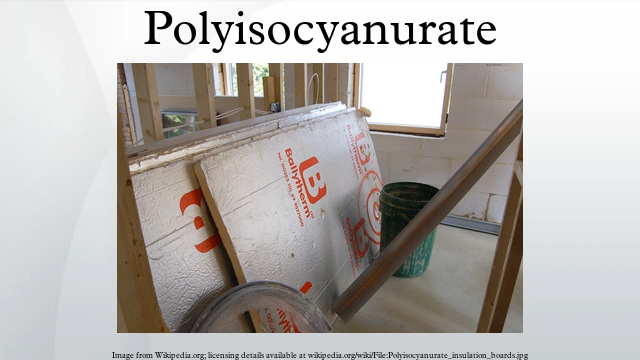 Polyisocyanurate
B
Ballytherm
B
B
Image from Wikipedia.org; licensing details available at wikipedia.org/wiki/File:Polyisocyanurate_insulation_boards.jpg